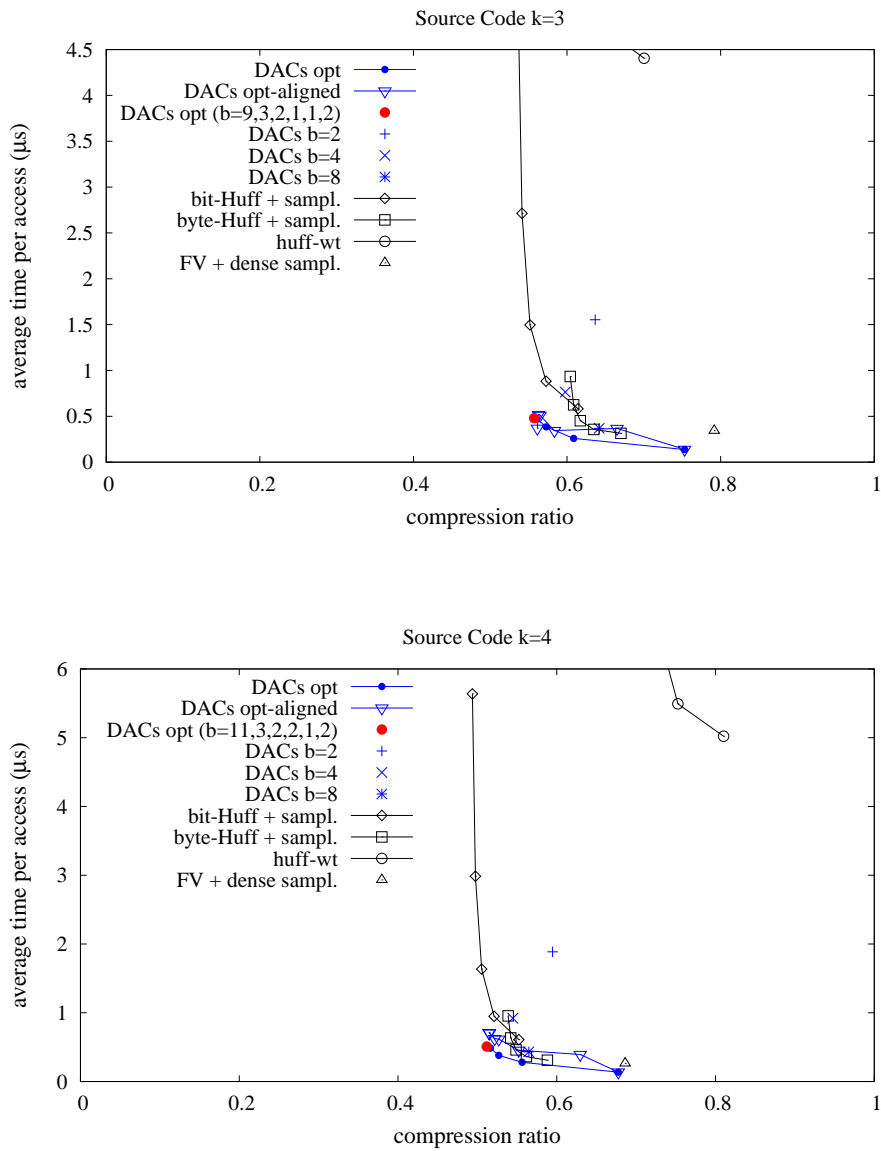 Source Code k=3
4.5
4
3.5
3
2.5
2
1.5
1
0.5
0
average time per access (μs)
DACs opt
DACs opt-aligned
DACs opt (b=9,3,2,1,1,2)
DACs b=2
DACs b=4
DACs b=8
bit-Huff + sampl.
byte-Huff + sampl.
huff-wt
FV + dense sampl.
0 0.2 0.4 0.6 0.8 1
compression ratio
Source Code k=4
6
5
4
3
2
1
0
average time per access (μs)
DACs opt
DACs opt-aligned
DACs opt (b=11,3,2,2,1,2)
DACs b=2
DACs b=4
DACs b=8
bit-Huff + sampl.
byte-Huff + sampl.
huff-wt
FV + dense sampl.
0 0.2 0.4 0.6 0.8 1
compression ratio